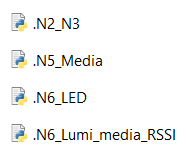 .N2_N3
.N5_Media
.N6_LED
.N6_Lumi_media_RSSI